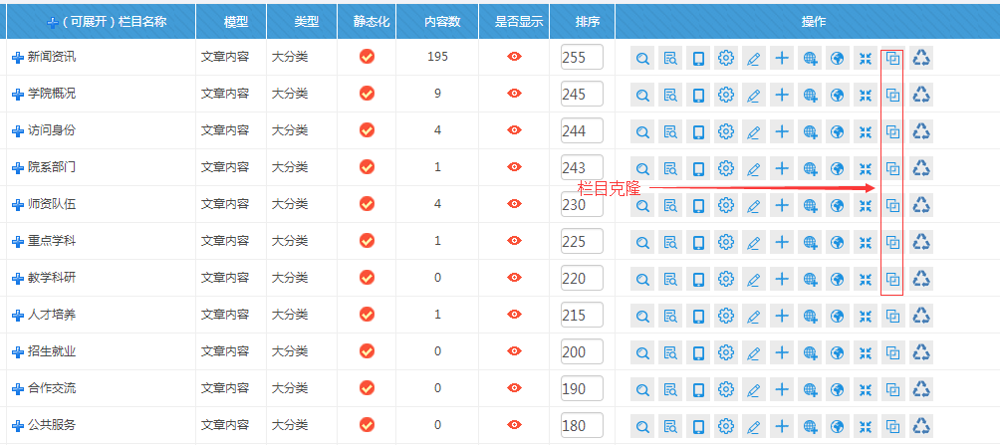 （可展开）栏目名称 模型 类型 静态化 内容数 是否显示 排序 操作
新闻资讯 文章内容 大分类 195 255
学院概况 文章内容 大分类 9 245
访问身份 文章内容 大分类 4 244
院系部门 文章内容 大分类 1 243
栏目克隆
师资队伍 文章内容 大分类 4 230
重点学科 文章内容 大分类 1 225
教学科研 文章内容 大分类 0 220
人才培养 文章内容 大分类 1 215
招生就业 文章内容 大分类 0 200
合作交流 文章内容 大分类 0 190
公共服务 文章内容 大分类 0 180